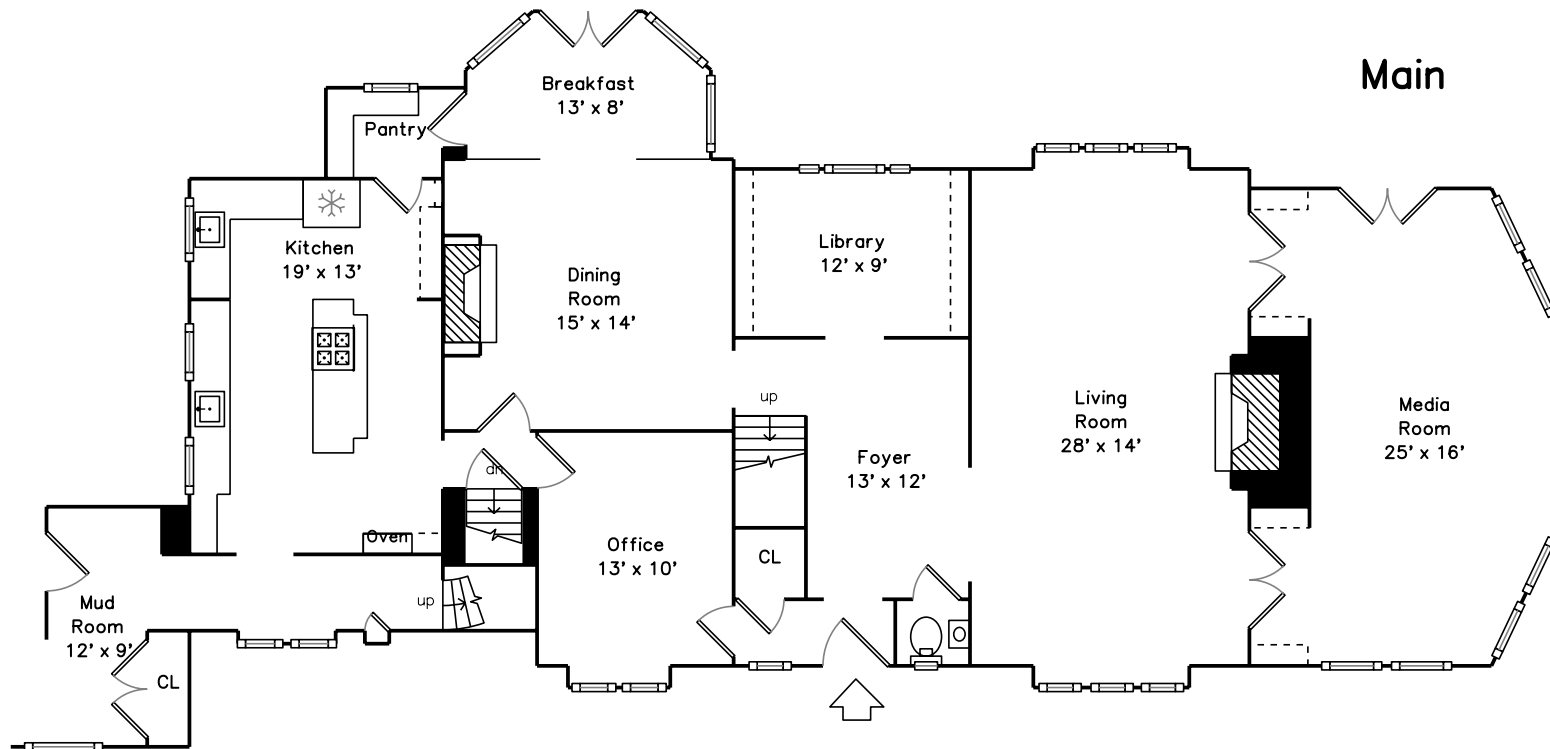 Main
Breakfast
13' x 8'
Pantry
Kitchen
19' x 13'
Library
12' x 9'
Dining
Room
15' x 14'
up
Living
Room
28' x 14'
Media
Room
25' x 16'
Foyer
13' x 12'
dn
Oven
Office
13' x 10'
CL
up
Mud
Room
12' x 9'
CL